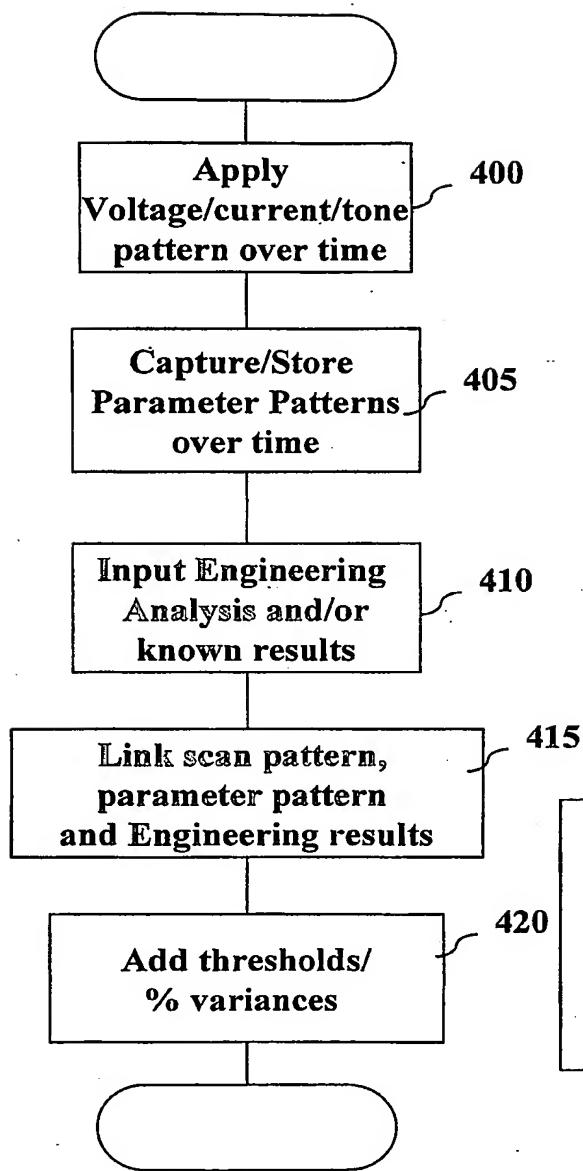 Apply
Voltage/current/tone
pattern over time
400
Capture/Store
Parameter Patterns
over time
405
Input Engineering
Analysis and/or
known results
410
Link scan pattern,
parameter pattern
and Engineering results
415
Add thresholds/
% variances
420